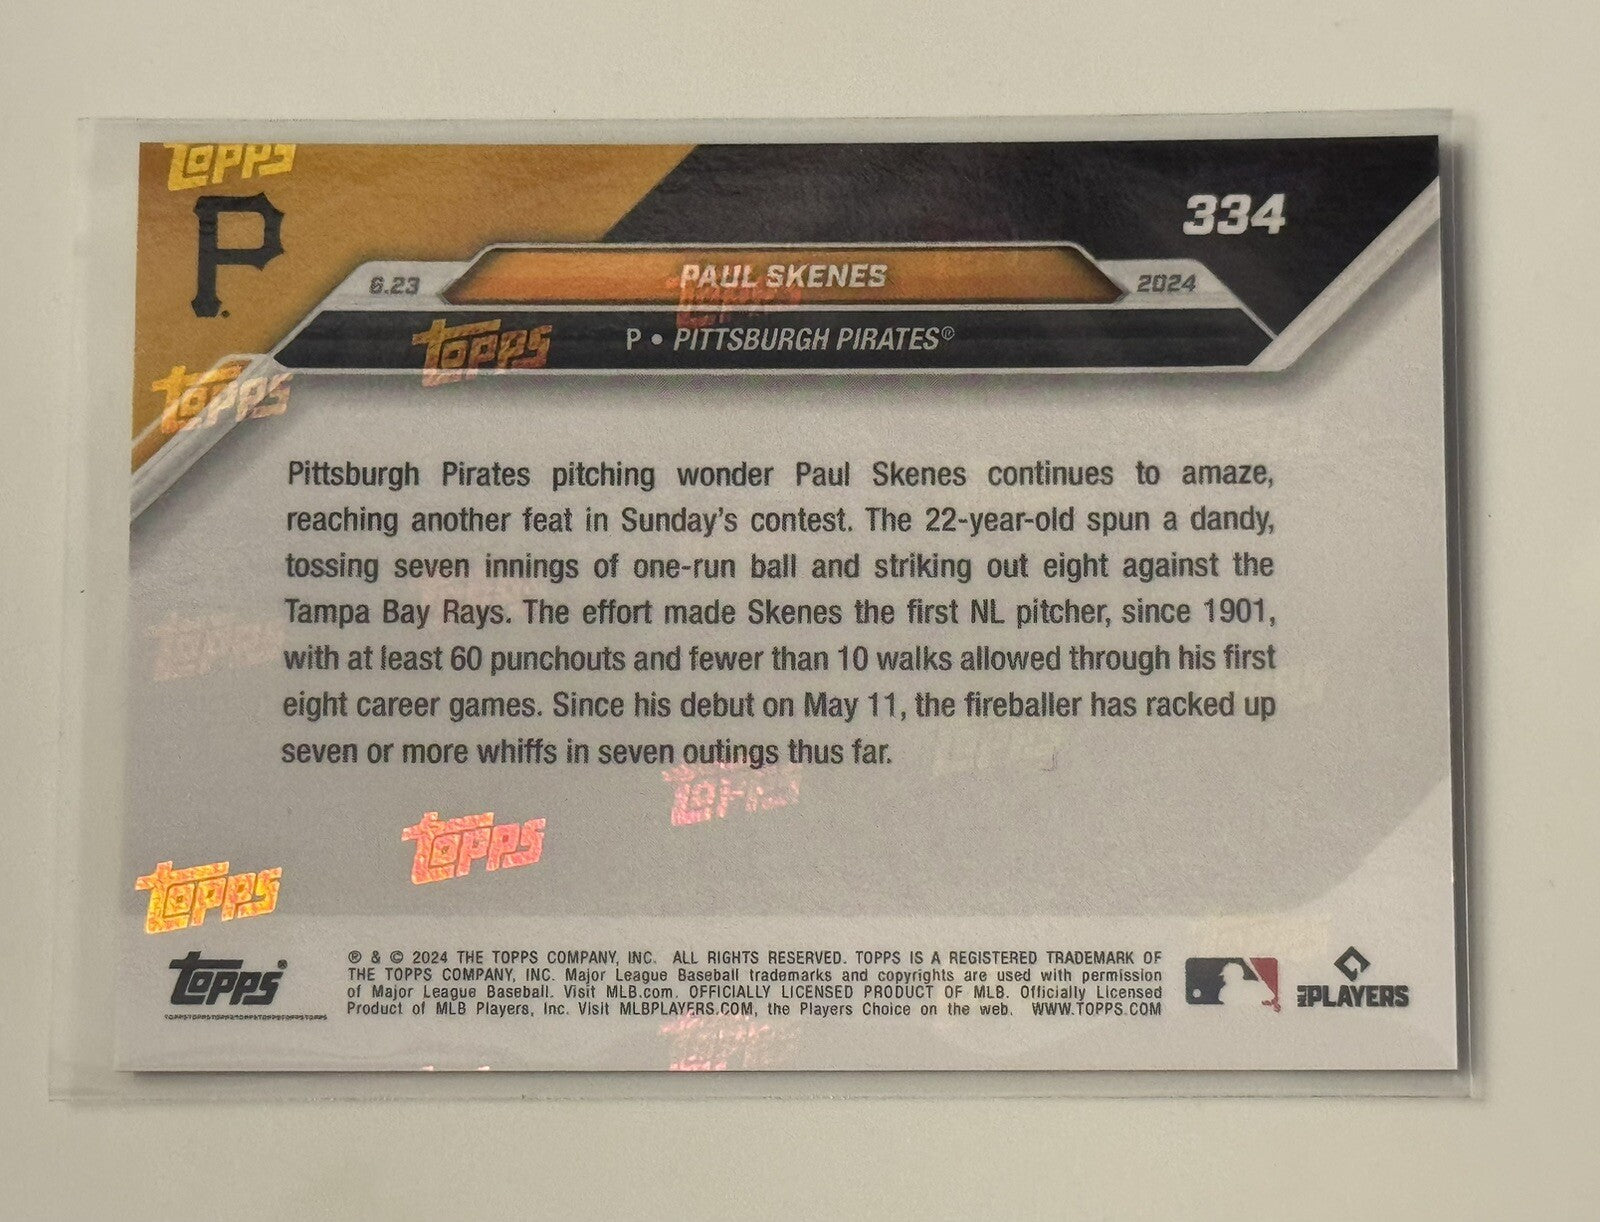 Topps
P
334
6.23
PAUL SKENES
2024
Topps
Topps
P • PITTSBURGH PIRATES®
Topps
Pittsburgh Pirates pitching wonder Paul Skenes continues to amaze,
reaching another feat in Sunday's contest. The 22-year-old spun a dandy,
tossing seven innings of one-run ball and striking out eight against the
Tampa Bay Rays. The effort made Skenes the first NL pitcher, since 1901,
with at least 60 punchouts and fewer than 10 walks allowed through his first
eight career games. Since his debut on May 11, the fireballer has racked up
seven or more whiffs in seven outings thus far.
Topps
Topps
Topps
Topps®
® & © 2024 THE TOPPS COMPANY, INC. ALL RIGHTS RESERVED. TOPPS IS A REGISTERED TRADEMARK OF
THE TOPPS COMPANY, INC. Major League Baseball trademarks and copyrights are used with permission
of Major League Baseball. Visit MLB.com. OFFICIALLY LICENSED PRODUCT OF MLB. Officially Licensed
Product of MLB Players, Inc. Visit MLBPLAYERS.COM, the Players Choice on the web. WWW.TOPPS.COM
MLB PLAYERS